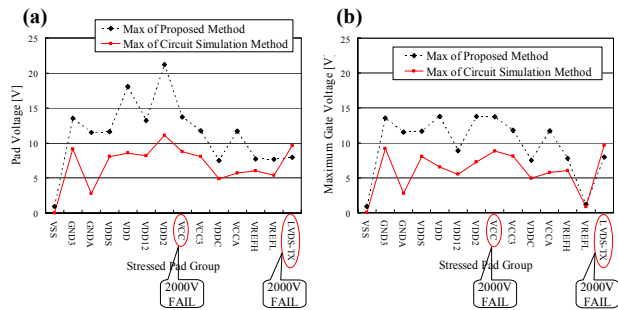 (a)
Max of Proposed Method
Max of Circuit Simulation Method
Pad Voltage [V]
25
20
15
10
5
0
VSS
GND3
GNDA
VDDS
VDD
VDD12
VDD2
VCC
VCC3
VDDC
VCCA
VREFH
VREFL
LVDS-TX
Stressed Pad Group
2000V
FAIL
2000V
FAIL
(b)
Max of Proposed Method
Max of Circuit Simulation Method
Maximum Gate Voltage [V]
25
20
15
10
5
0
VSS
GND3
GNDA
VDDS
VDD
VDD12
VDD2
VCC
VCC3
VDDC
VCCA
VREFH
VREFL
LVDS-TX
Stressed Pad Group
2000V
FAIL
2000V
FAIL